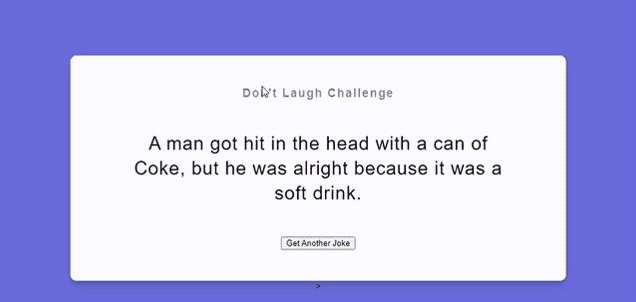 Don't Laugh Challenge
A man got hit in the head with a can of
Coke, but he was alright because it was a
soft drink.
Get Another Joke
>